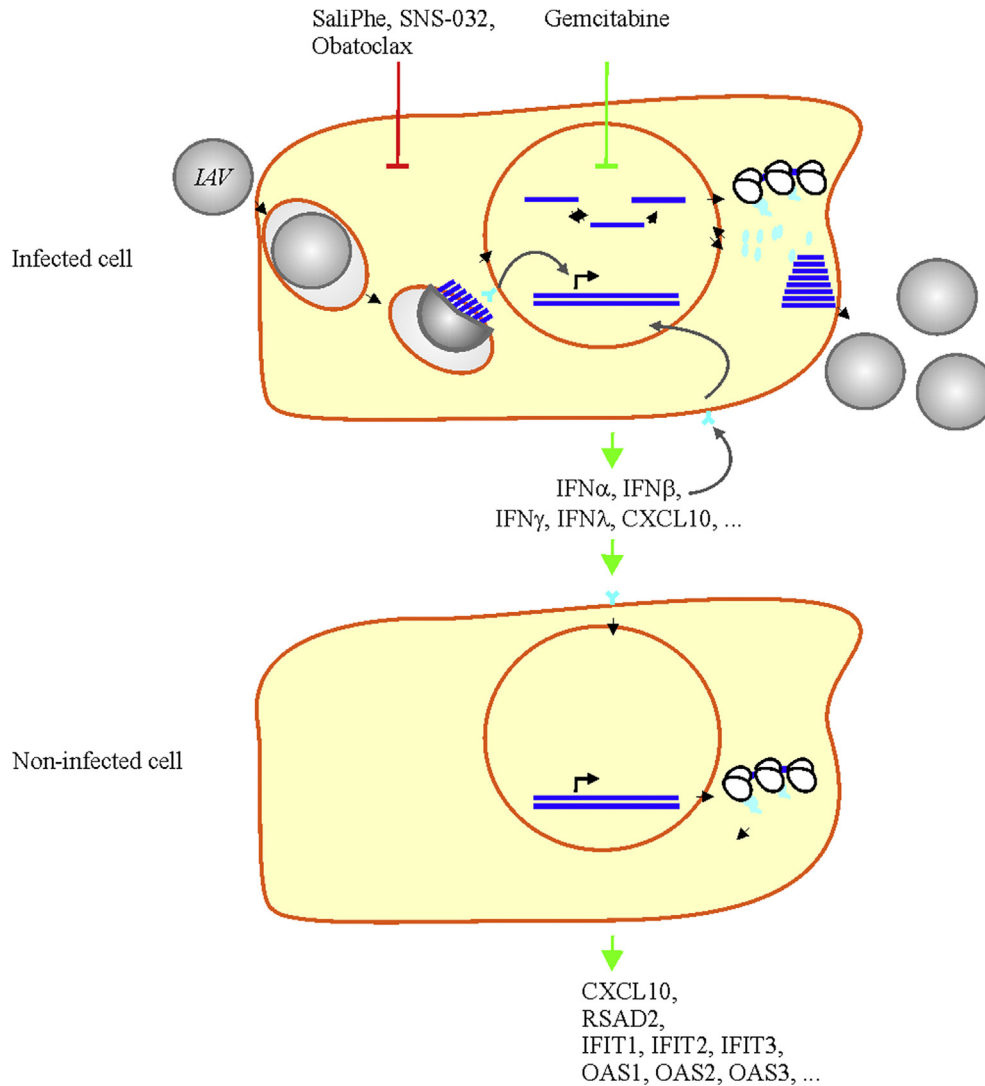 SaliPhe, SNS-032,
Obatoclax
Gemcitabine
IAV
Infected cell
IFNα, IFNβ,
IFNγ, IFNλ, CXCL10, ...
Non-infected cell
CXCL10,
RSAD2,
IFIT1, IFIT2, IFIT3,
OAS1, OAS2, OAS3, ...